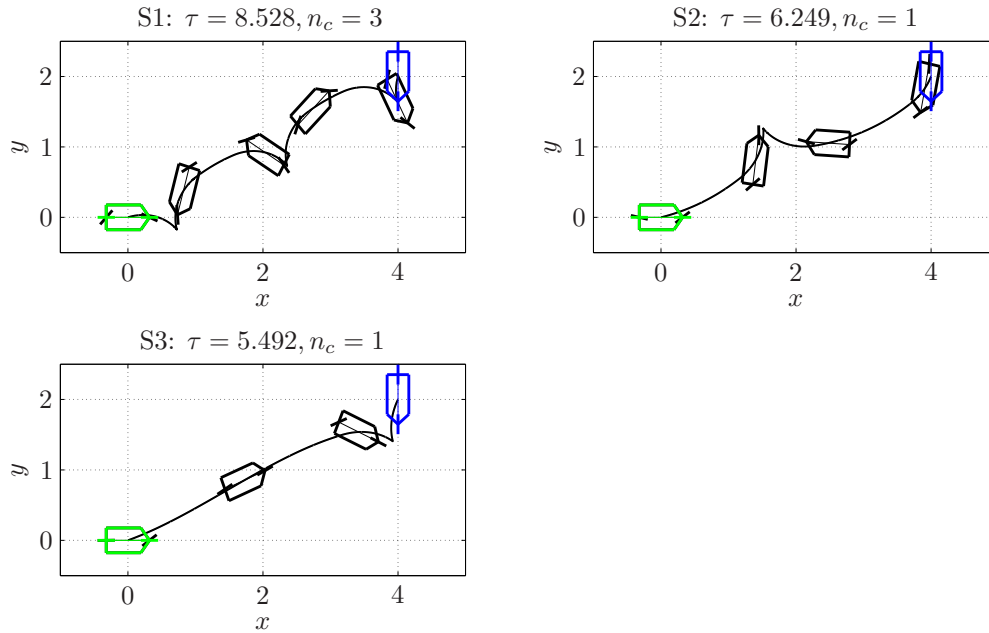 S1: τ = 8.528, n_c = 3
2
1
0
y
0 2 4
x
S2: τ = 6.249, n_c = 1
2
1
0
y
0 2 4
x
S3: τ = 5.492, n_c = 1
2
1
0
y
0 2 4
x